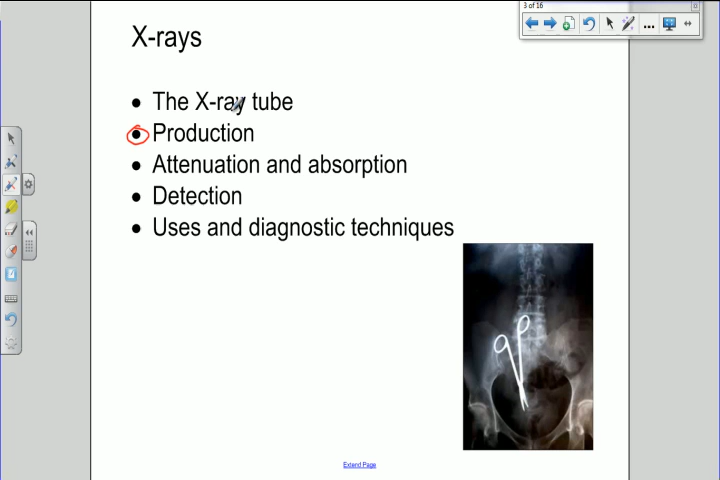 3 of 16
X-rays
• The X-ray tube
• Production
• Attenuation and absorption
• Detection
• Uses and diagnostic techniques
Extend Page